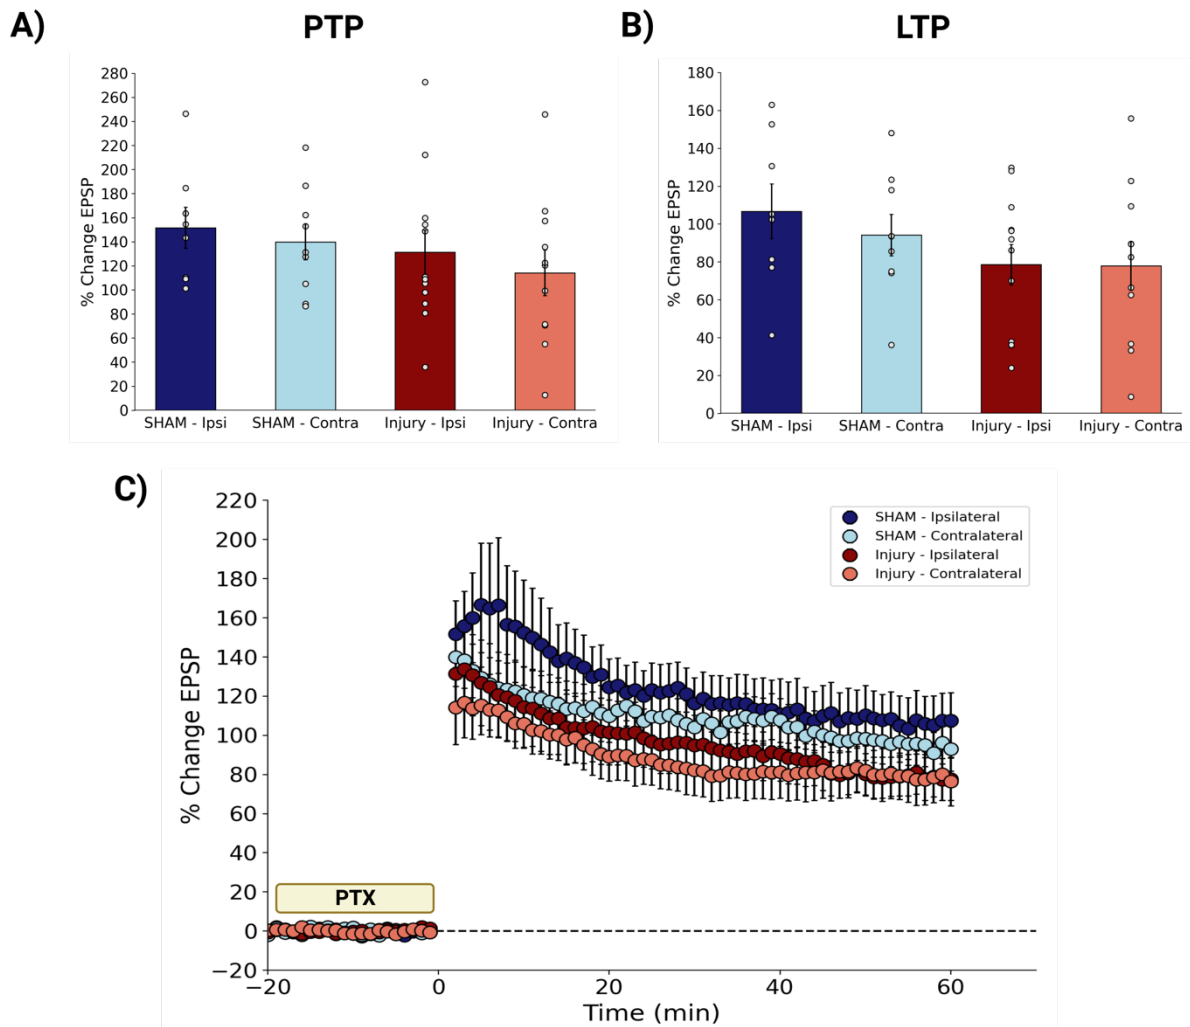 A)
PTP
% Change EPSP
280
260
240
220
200
180
160
140
120
100
80
60
40
20
0
SHAM - Ipsi
SHAM - Contra
Injury - Ipsi
Injury - Contra
B)
LTP
% Change EPSP
180
160
140
120
100
80
60
40
20
0
SHAM - Ipsi
SHAM - Contra
Injury - Ipsi
Injury - Contra
C)
% Change EPSP
220
200
180
160
140
120
100
80
60
40
20
0
−20
SHAM - Ipsilateral
SHAM - Contralateral
Injury - Ipsilateral
Injury - Contralateral
PTX
−20
0
20
40
60
Time (min)